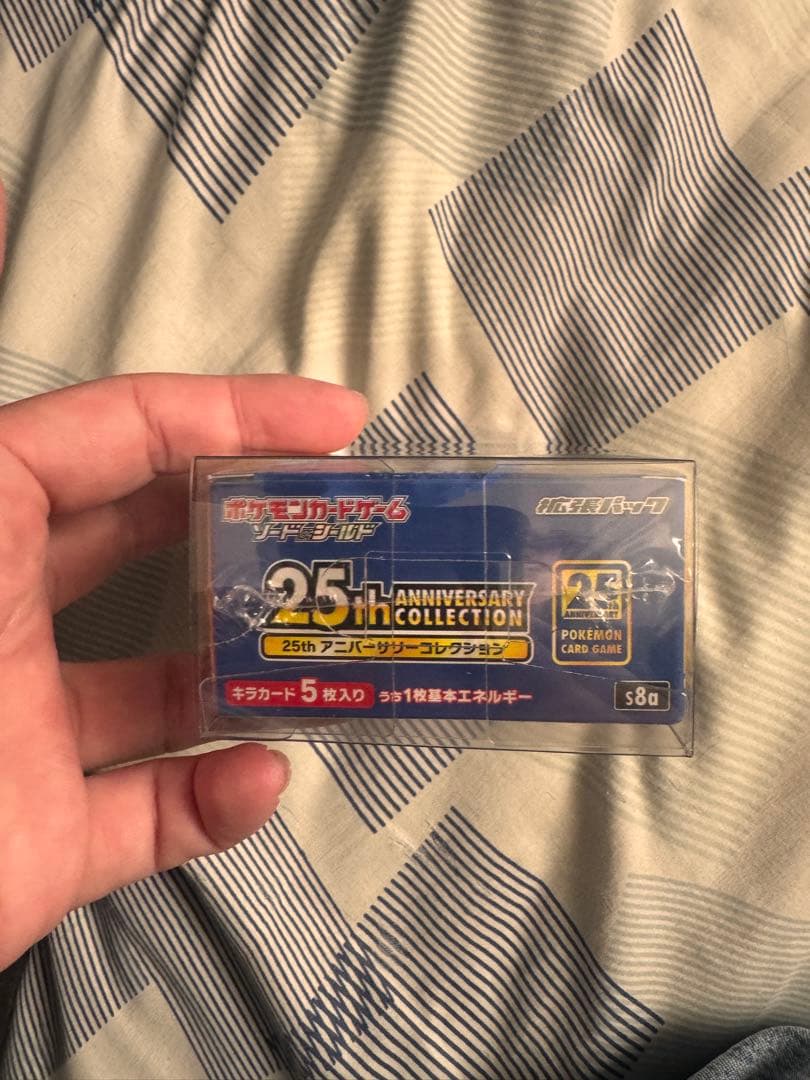 ポケモンカードゲーム
ソード&シールド
拡張パック
25th ANNIVERSARY COLLECTION
25th アニバーサリーコレクション
25th
ANNIVERSARY
POKÉMON
CARD GAME
キラカード5枚入り うち1枚基本エネルギー
s8a